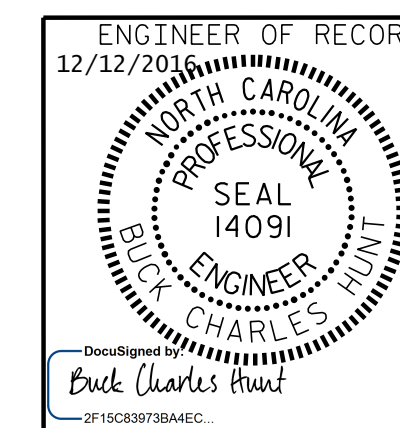 ENGINEER OF RECOR
12/12/2016
NORTH CAROLINA
PROFESSIONAL
SEAL
14091
ENGINEER
BUCK CHARLES HUNT
DocuSigned by:
Buck Charles Hunt
2F15C83973BA4EC...